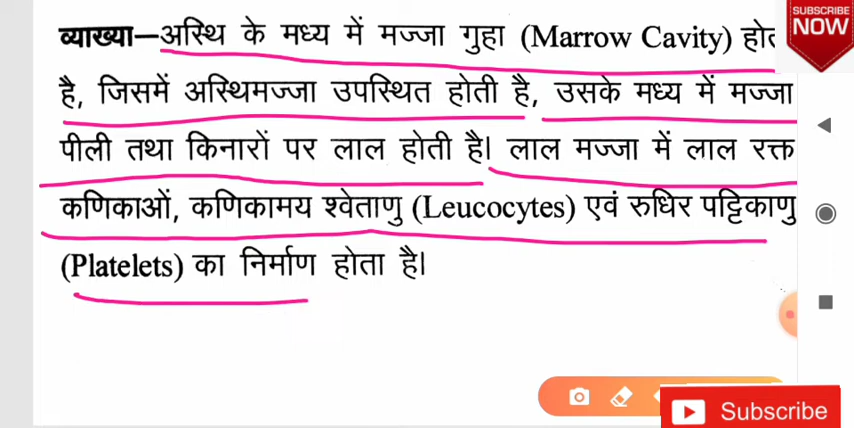 SUBSCRIBE
NOW
व्याख्या—अस्थि के मध्य में मज्जा गुहा (Marrow Cavity)
है, जिसमें अस्थिमज्जा उपस्थित होती है, उसके मध्य में मज्जा
पीली तथा किनारों पर लाल होती है। लाल मज्जा में लाल रक्त
कणिकाओं, कणिकामय श्वेताणु (Leucocytes) एवं रुधिर पट्टिकाणु
(Platelets) का निर्माण होता है।
Subscribe